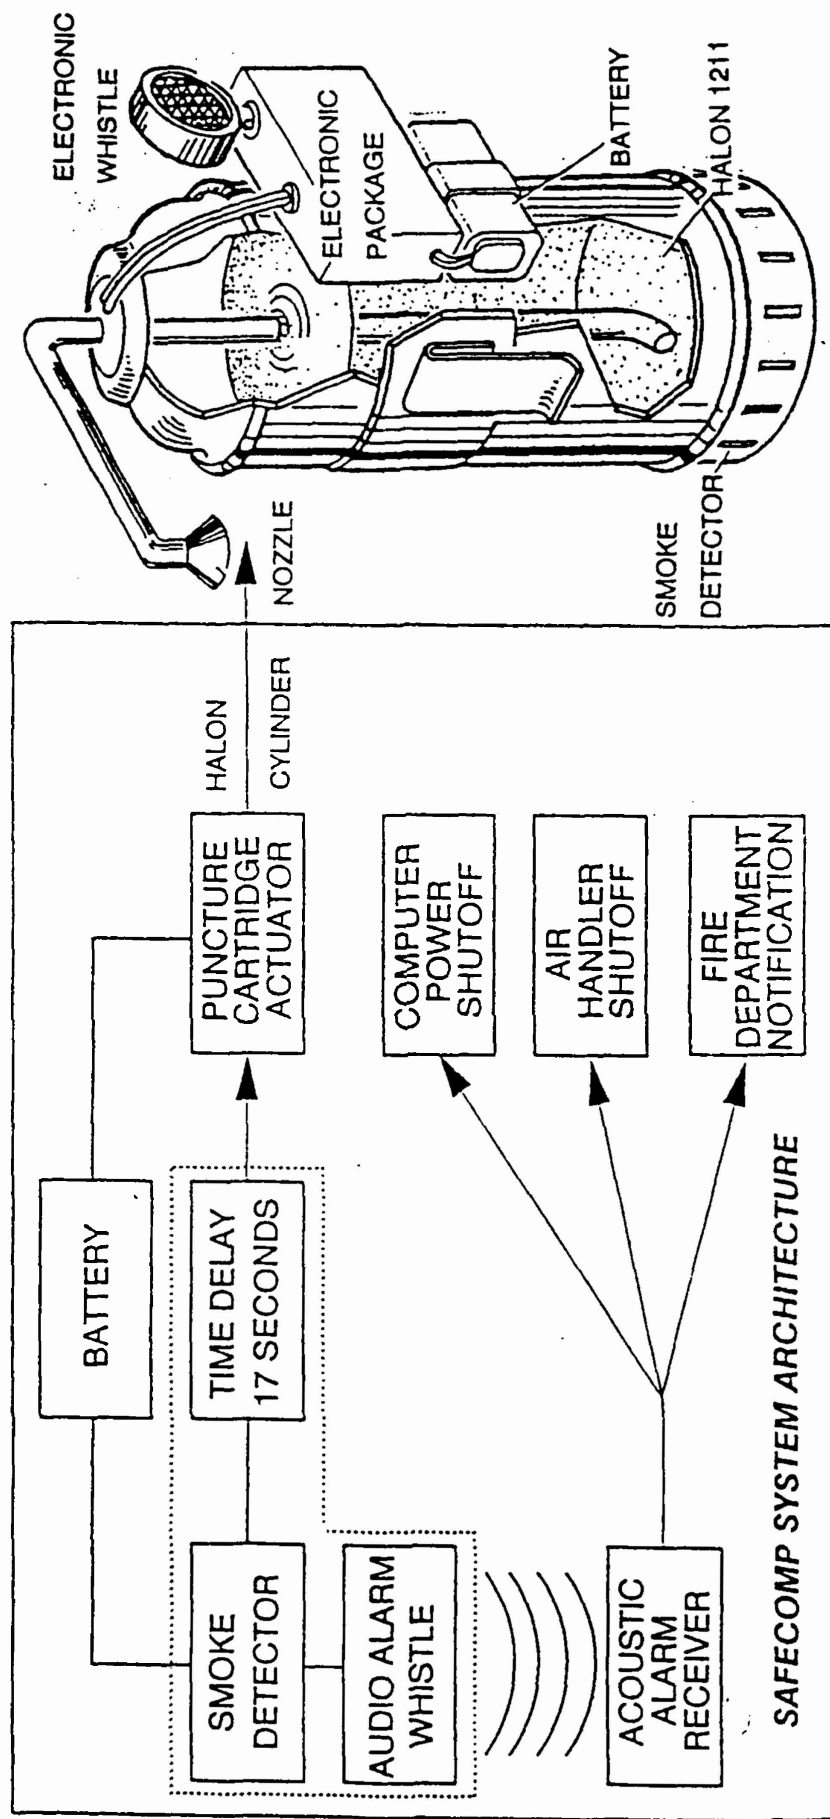 BATTERY
SMOKE
DETECTOR
TIME DELAY
17 SECONDS
PUNCTURE
CARTRIDGE
ACTUATOR
HALON
CYLINDER
AUDIO ALARM
WHISTLE
ACOUSTIC
ALARM
RECEIVER
COMPUTER
POWER
SHUTOFF
AIR
HANDLER
SHUTOFF
FIRE
DEPARTMENT
NOTIFICATION
SAFECOMP SYSTEM ARCHITECTURE
ELECTRONIC
WHISTLE
ELECTRONIC
PACKAGE
NOZZLE
BATTERY
HALON 1211
SMOKE
DETECTOR